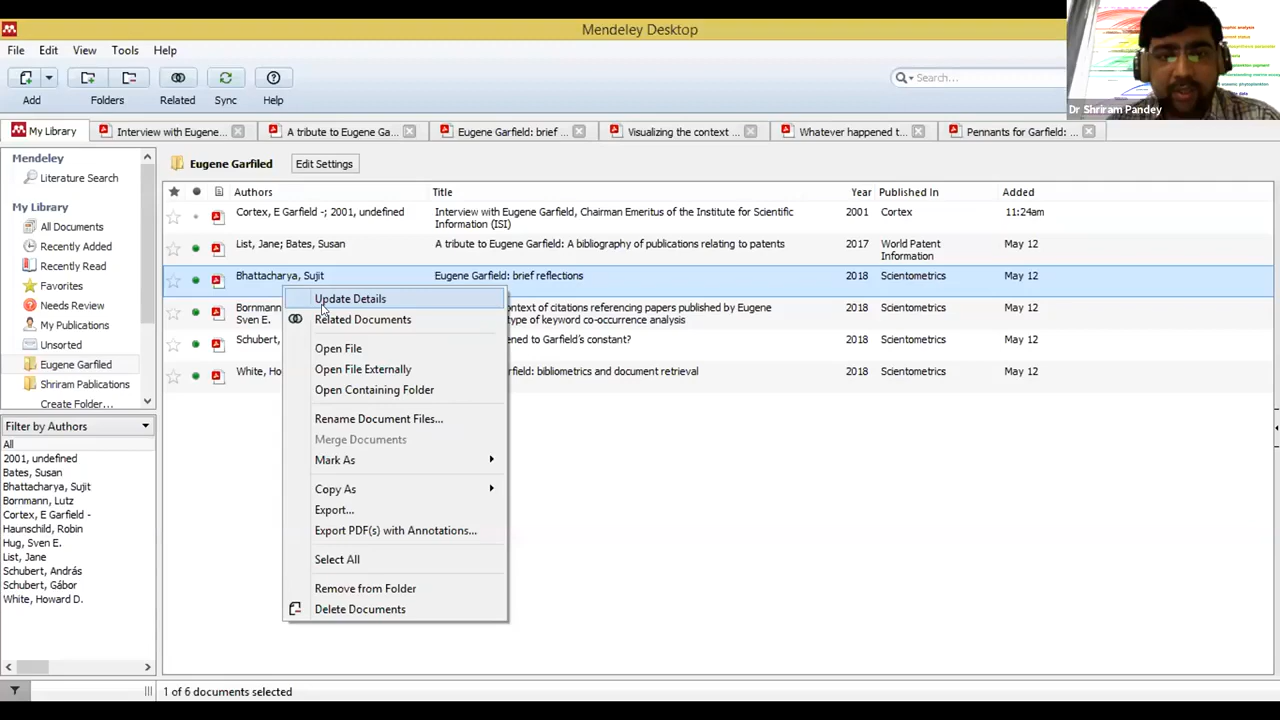 Mendeley Desktop
File Edit View Tools Help
Search...
Add Folders Related Sync Help
Dr Shriram Pandey
My Library Interview with Eugene... A tribute to Eugene Ga... Eugene Garfield: brief ... Visualizing the context ... Whatever happened t... Pennants for Garfield: ...
Mendeley
Literature Search
My Library
All Documents
Recently Added
Recently Read
Favorites
Needs Review
My Publications
Unsorted
Eugene Garfiled
Shriram Pablications
Create Folder...
Filter by Authors
All
2001, undefined
Bates, Susan
Bhattacharya, Sujit
Bornmann, Lutz
Cortex, E Garfield -
Haunschild, Robin
Hug, Sven E.
List, Jane
Schubert, András
Schubert, Gábor
White, Howard D.
Eugene Garfiled Edit Settings
Authors Title Year Published In Added
Cortex, E Garfield -; 2001, undefined Interview with Eugene Garfield, Chairman Emeritus of the Institute for Scientific 2001 Cortex 11:24am
Information (ISI)
List, Jane; Bates, Susan A tribute to Eugene Garfield: A bibliography of publications relating to patents 2017 World Patent May 12
Information
Bhattacharya, Sujit Eugene Garfield: brief reflections 2018 Scientometrics May 12
Bornmann ontext of citations referencing papers published by Eugene 2018 Scientometrics May 12
Sven E. type of keyword co-occurrence analysis
Schubert, ened to Garfield's constant? 2018 Scientometrics May 12
White, Ho rfield: bibliometrics and document retrieval 2018 Scientometrics May 12
Update Details
Related Documents
Open File
Open File Externally
Open Containing Folder
Rename Document Files...
Merge Documents
Mark As
Copy As
Export...
Export PDF(s) with Annotations...
Select All
Remove from Folder
Delete Documents
1 of 6 documents selected